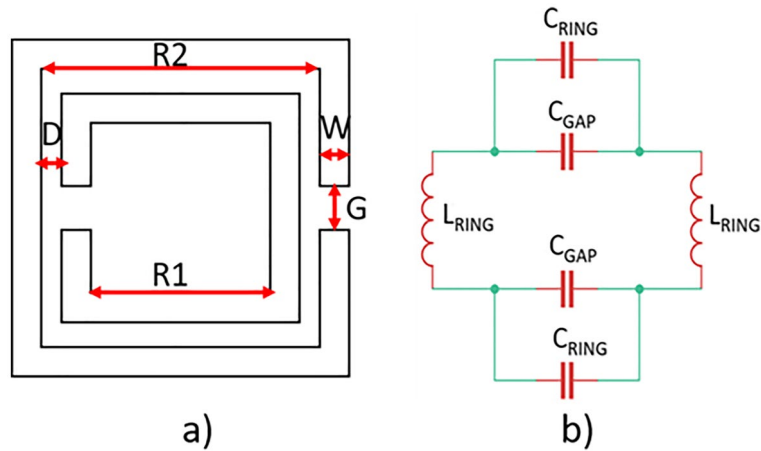 R2
D
W
G
R1
a)
C_RING
C_GAP
L_RING
L_RING
C_GAP
C_RING
b)